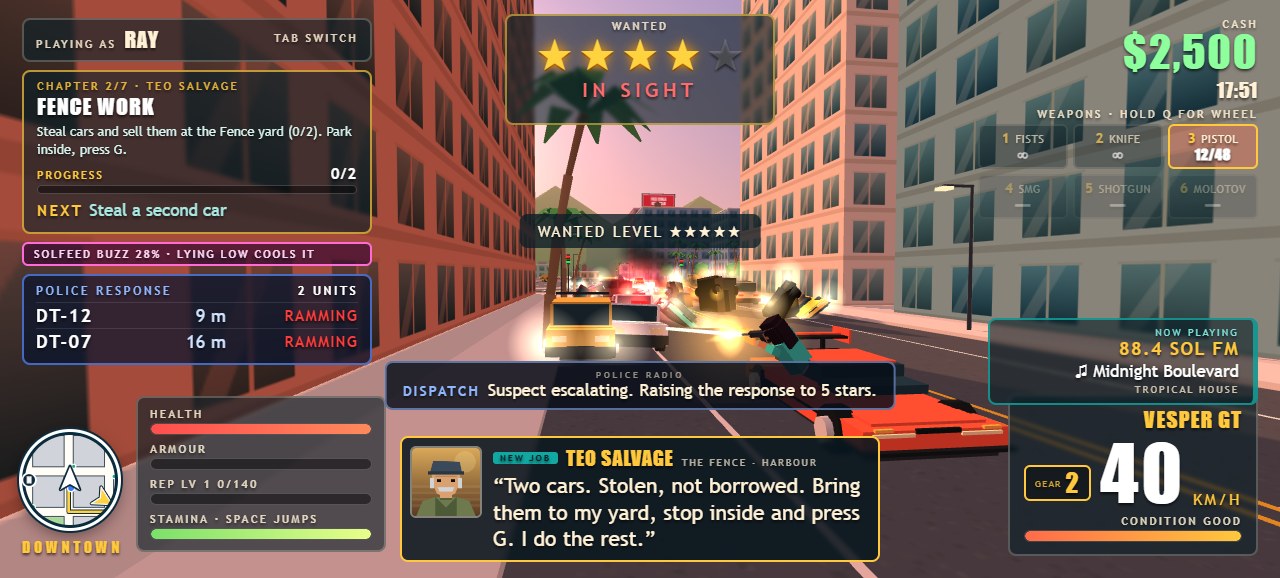 PLAYING AS RAY TAB SWITCH
CHAPTER 2/7 · TEO SALVAGE
FENCE WORK
Steal cars and sell them at the Fence yard (0/2). Park
inside, press G.
PROGRESS 0/2
NEXT Steal a second car
SOLFEED BUZZ 28% · LYING LOW COOLS IT
POLICE RESPONSE 2 UNITS
DT-12 9 m RAMMING
DT-07 16 m RAMMING
WANTED
IN SIGHT
WANTED LEVEL ★★★★★
CASH
$2,500
17:51
WEAPONS · HOLD Q FOR WHEEL
1 FISTS
∞
2 KNIFE
∞
3 PISTOL
12/48
4 SMG
—
5 SHOTGUN
—
6 MOLOTOV
—
POLICE RADIO
DISPATCH Suspect escalating. Raising the response to 5 stars.
NOW PLAYING
88.4 SOL FM
♫ Midnight Boulevard
TROPICAL HOUSE
HEALTH
ARMOUR
REP LV 1 0/140
STAMINA · SPACE JUMPS
DOWNTOWN
NEW JOB TEO SALVAGE THE FENCE · HARBOUR
“Two cars. Stolen, not borrowed. Bring
them to my yard, stop inside and press
G. I do the rest.”
VESPER GT
GEAR 2
40 KM/H
CONDITION GOOD